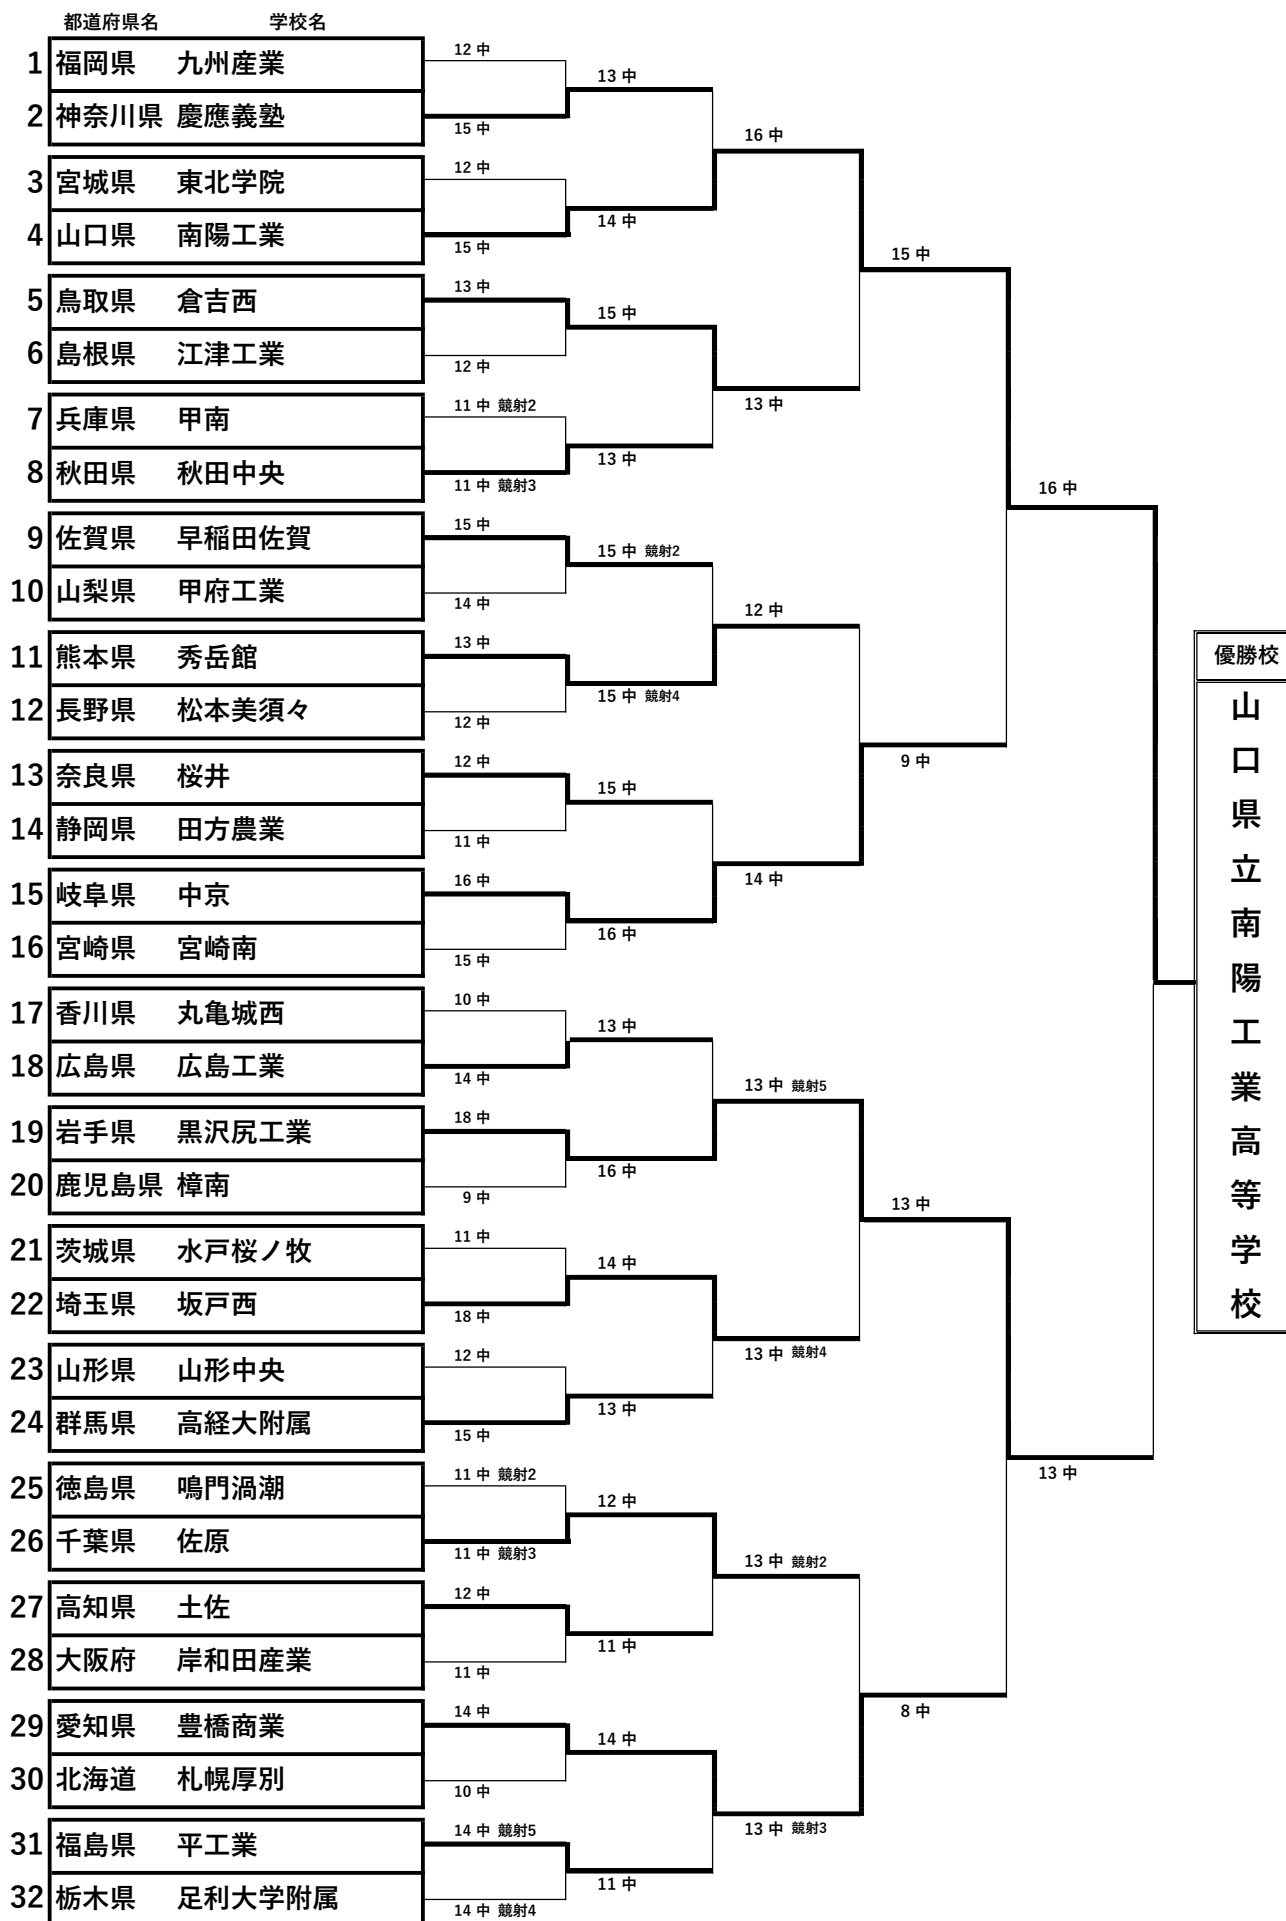 都道府県名 学校名
1 福岡県 九州産業 12 中
13 中
2 神奈川県 慶應義塾 15 中
16 中
3 宮城県 東北学院 12 中
14 中
4 山口県 南陽工業 15 中
15 中
5 鳥取県 倉吉西 13 中
15 中
6 島根県 江津工業 12 中
13 中
7 兵庫県 甲南 11 中 競射2
13 中
8 秋田県 秋田中央 11 中 競射3
16 中
9 佐賀県 早稲田佐賀 15 中
15 中 競射2
10 山梨県 甲府工業 14 中
12 中
11 熊本県 秀岳館 13 中
15 中 競射4
12 長野県 松本美須々 12 中
9 中
13 奈良県 桜井 12 中
15 中
14 静岡県 田方農業 11 中
14 中
15 岐阜県 中京 16 中
16 中
16 宮崎県 宮崎南 15 中
17 香川県 丸亀城西 10 中
13 中
18 広島県 広島工業 14 中
13 中 競射5
19 岩手県 黒沢尻工業 18 中
16 中
20 鹿児島県 樟南 9 中
13 中
21 茨城県 水戸桜ノ牧 11 中
14 中
22 埼玉県 坂戸西 18 中
13 中 競射4
23 山形県 山形中央 12 中
13 中
24 群馬県 高経大附属 15 中
13 中
25 徳島県 鳴門渦潮 11 中 競射2
12 中
26 千葉県 佐原 11 中 競射3
13 中 競射2
27 高知県 土佐 12 中
11 中
28 大阪府 岸和田産業 11 中
8 中
29 愛知県 豊橋商業 14 中
14 中
30 北海道 札幌厚別 10 中
13 中 競射3
31 福島県 平工業 14 中 競射5
11 中
32 栃木県 足利大学附属 14 中 競射4
優勝校
山口県立南陽工業高等学校